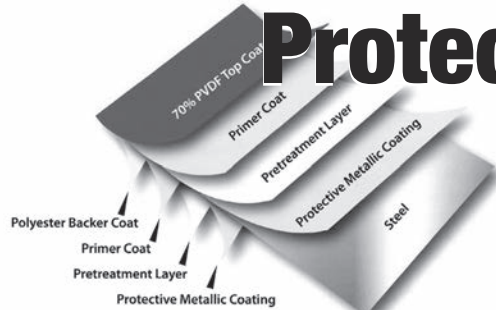 Protec
70% PVDF Top Coat
Primer Coat
Pretreatment Layer
Protective Metallic Coating
Steel
Polyester Backer Coat
Primer Coat
Pretreatment Layer
Protective Metallic Coating